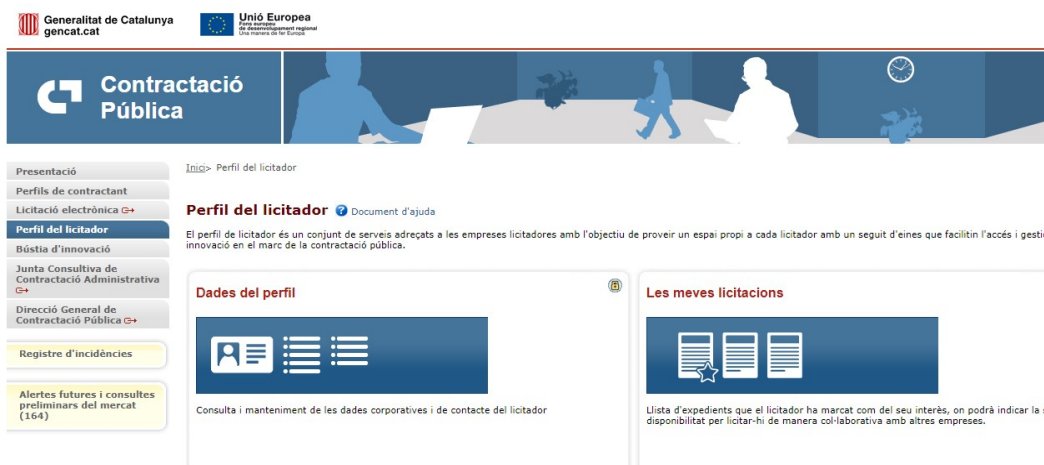 Generalitat de Catalunya
gencat.cat
Unió Europea
Fons europeu
de desenvolupament regional
Una manera de fer Europa
Contractació
Pública
Presentació
Perfils de contractant
Licitació electrònica
Perfil del licitador
Bústia d'innovació
Junta Consultiva de
Contractació Administrativa
Direcció General de
Contractació Pública
Registre d'incidències
Alertes futures i consultes
preliminars del mercat
(164)
Inici> Perfil del licitador
Perfil del licitador ? Document d'ajuda
El perfil de licitador és un conjunt de serveis adreçats a les empreses licitadores amb l'objectiu de proveir un espai propi a cada licitador amb un seguit d'eines que facilitin l'accés i gesti
innovació en el marc de la contractació pública.
Dades del perfil
Consulta i manteniment de les dades corporatives i de contacte del licitador
Les meves licitacions
Llista d'expedients que el licitador ha marcat com del seu interès, on podrà indicar la s
disponibilitat per licitar-hi de manera col·laborativa amb altres empreses.